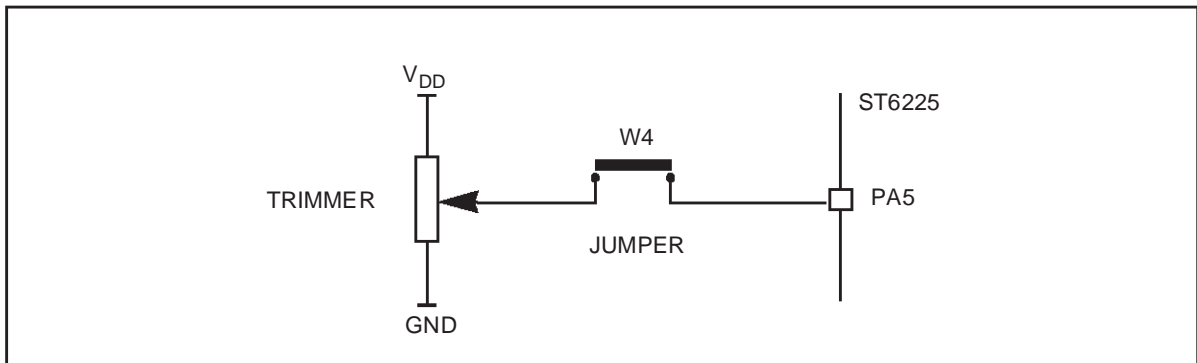 VDD
ST6225
W4
TRIMMER
PA5
JUMPER
GND